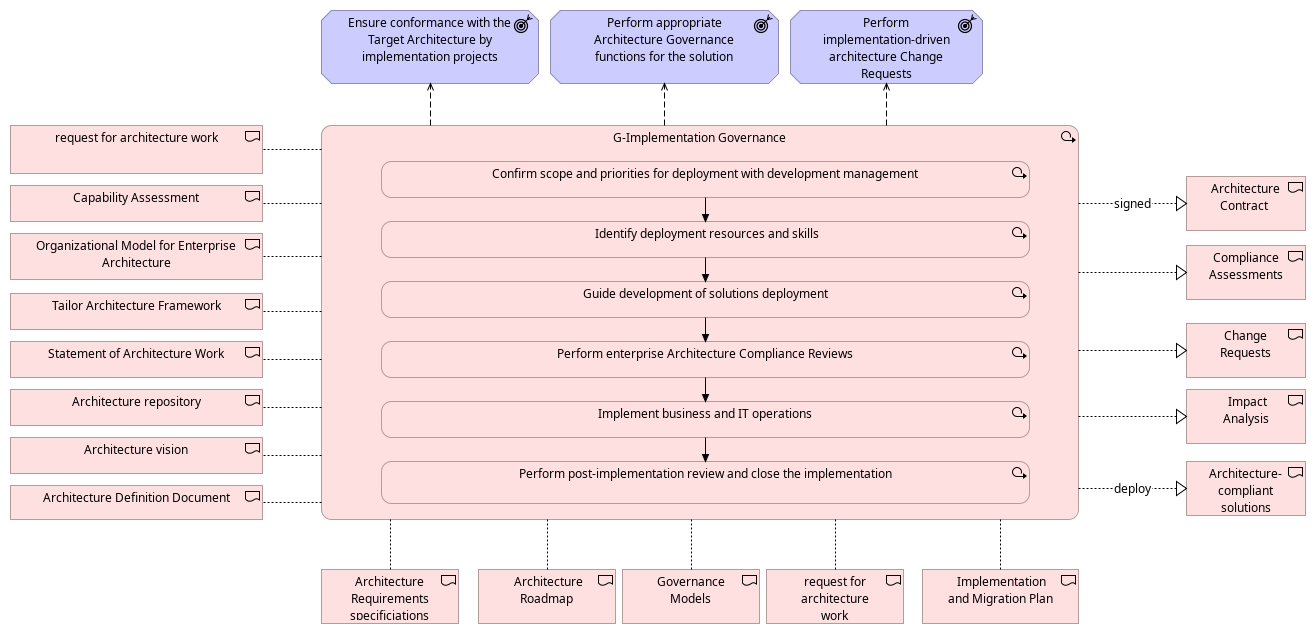 Ensure conformance with the
Target Architecture by
implementation projects
Perform appropriate
Architecture Governance
functions for the solution
Perform
implementation-driven
architecture Change
Requests
request for architecture work
Capability Assessment
Organizational Model for Enterprise
Architecture
Tailor Architecture Framework
Statement of Architecture Work
Architecture repository
Architecture vision
Architecture Definition Document
G-Implementation Governance
Confirm scope and priorities for deployment with development management
Identify deployment resources and skills
Guide development of solutions deployment
Perform enterprise Architecture Compliance Reviews
Implement business and IT operations
Perform post-implementation review and close the implementation
signed
deploy
Architecture
Contract
Compliance
Assessments
Change
Requests
Impact
Analysis
Architecture-
compliant
solutions
Architecture
Requirements
specificiations
Architecture
Roadmap
Governance
Models
request for
architecture
work
Implementation
and Migration Plan